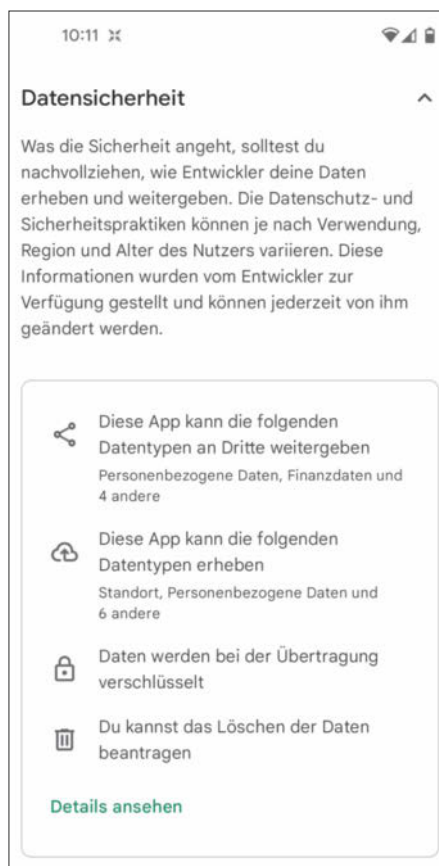 10:11
Datensicherheit
Was die Sicherheit angeht, solltest du
nachvollziehen, wie Entwickler deine Daten
erheben und weitergeben. Die Datenschutz- und
Sicherheitspraktiken können je nach Verwendung,
Region und Alter des Nutzers variieren. Diese
Informationen wurden vom Entwickler zur
Verfügung gestellt und können jederzeit von ihm
geändert werden.
Diese App kann die folgenden
Datentypen an Dritte weitergeben
Personenbezogene Daten, Finanzdaten und
4 andere
Diese App kann die folgenden
Datentypen erheben
Standort, Personenbezogene Daten und
6 andere
Daten werden bei der Übertragung
verschlüsselt
Du kannst das Löschen der Daten
beantragen
Details ansehen